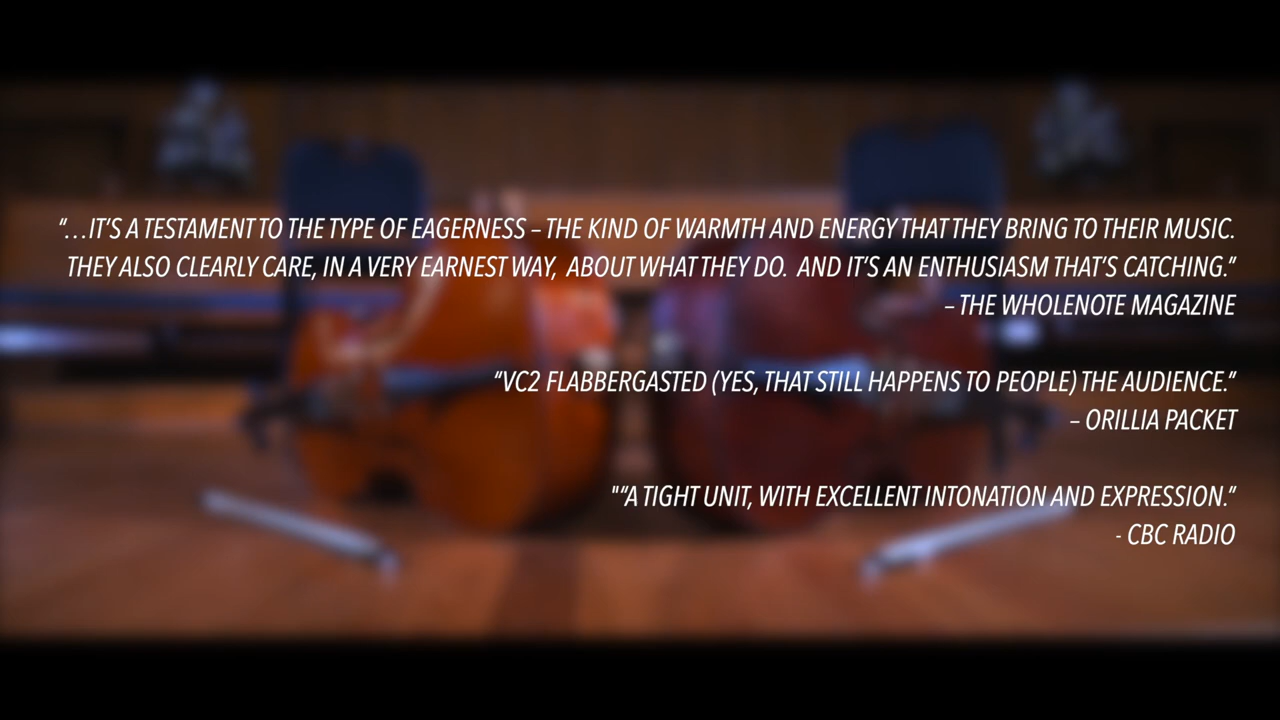 “…IT’S A TESTAMENT TO THE TYPE OF EAGERNESS – THE KIND OF WARMTH AND ENERGY THAT THEY BRING TO THEIR MUSIC.
THEY ALSO CLEARLY CARE, IN A VERY EARNEST WAY,  ABOUT WHAT THEY DO.  AND IT’S AN ENTHUSIASM THAT’S CATCHING.“
– THE WHOLENOTE MAGAZINE
“VC2 FLABBERGASTED (YES, THAT STILL HAPPENS TO PEOPLE) THE AUDIENCE.“
– ORILLIA PACKET
"“A TIGHT UNIT, WITH EXCELLENT INTONATION AND EXPRESSION.“
- CBC RADIO